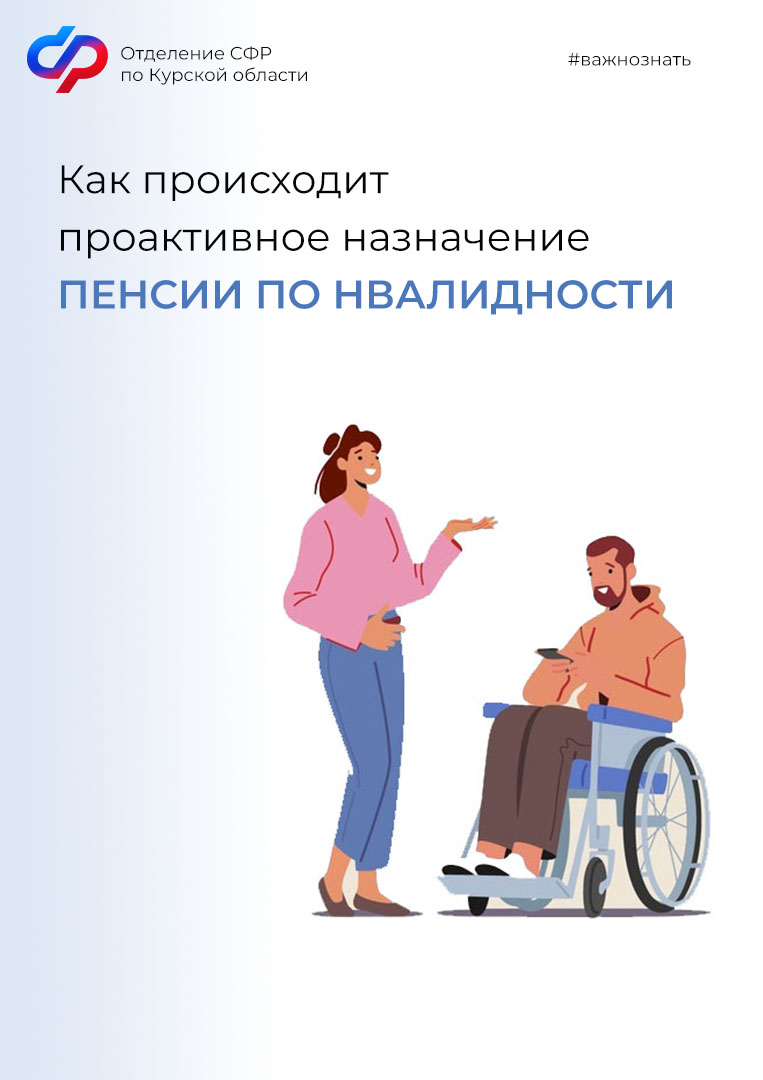 Отделение СФР
по Курской области
#важнознать
Как происходит
проактивное назначение
ПЕНСИИ ПО НВАЛИДНОСТИ